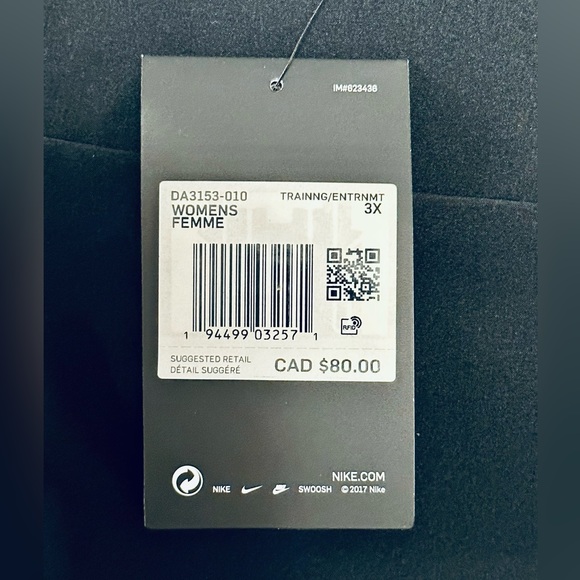 IM#823436
DA3153-010 TRAINNG/ENTRNMT
WOMENS 3X
FEMME
RFID
1 94499 03257 1
SUGGESTED RETAIL
DÉTAIL SUGGÉRÉ CAD $80.00
NIKE.COM
NIKE SWOOSH © 2017 Nike